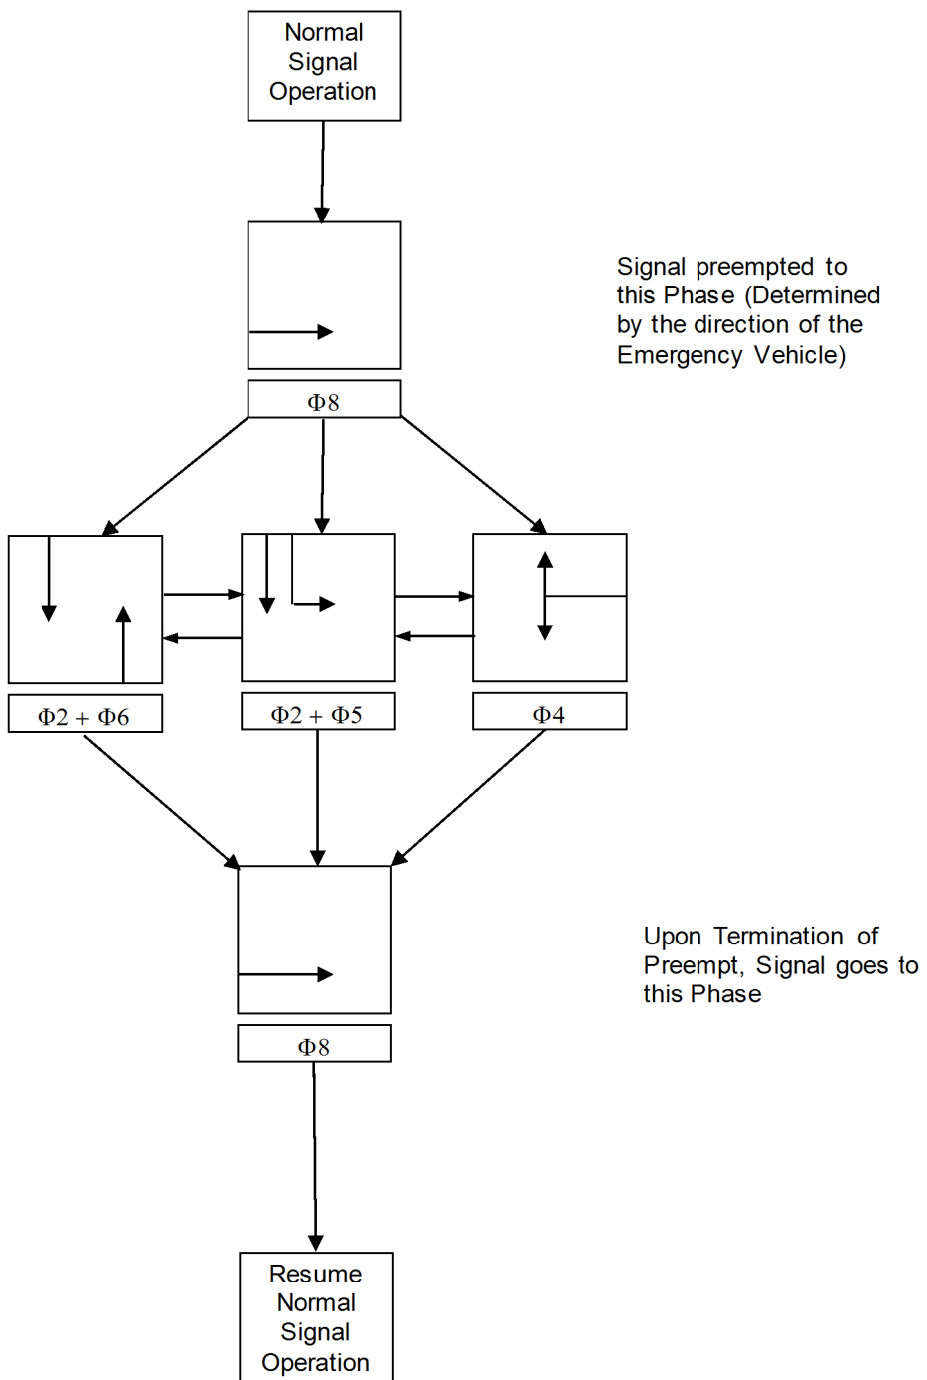 Normal
Signal
Operation
Signal preempted to
this Phase (Determined
by the direction of the
Emergency Vehicle)
Φ8
Φ2 + Φ6
Φ2 + Φ5
Φ4
Upon Termination of
Preempt, Signal goes to
this Phase
Φ8
Resume
Normal
Signal
Operation